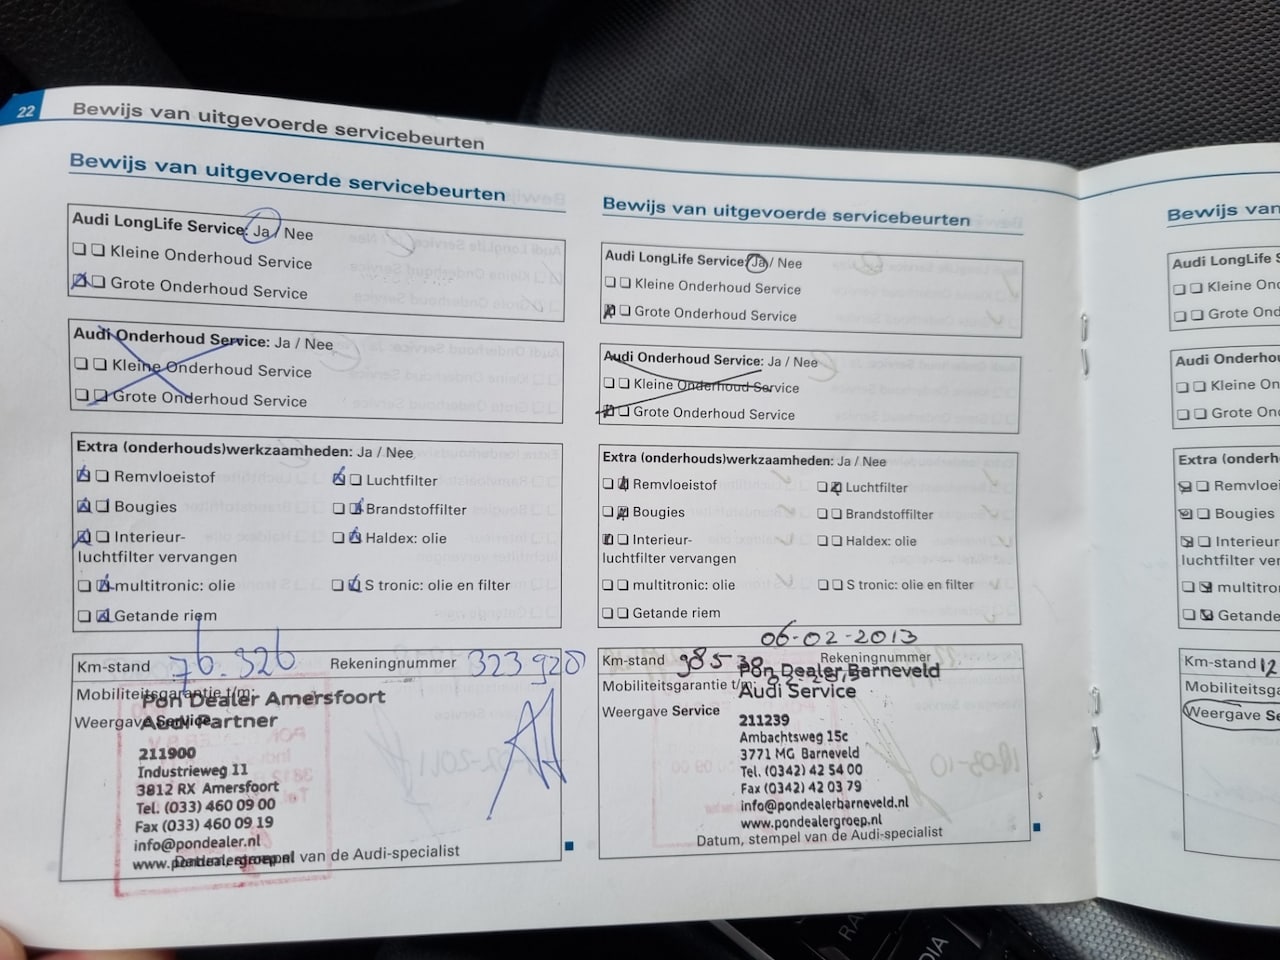 22
Bewijs van uitgevoerde servicebeurten
Bewijs van uitgevoerde servicebeurten
Audi LongLife Service: Ja / Nee
Kleine Onderhoud Service
Grote Onderhoud Service
Audi Onderhoud Service: Ja / Nee
Kleine Onderhoud Service
Grote Onderhoud Service
Extra (onderhouds)werkzaamheden: Ja / Nee
Remvloeistof
Luchtfilter
Bougies
Brandstoffilter
Interieur-
luchtfilter vervangen
Haldex: olie
multitronic: olie
S tronic: olie en filter
Getande riem
Km-stand 76.326 Rekeningnummer 323920
Mobiliteitsgarantie t/m:
Weergave Service
Pon Dealer Amersfoort
Audi Partner
211900
Industrieweg 11
3812 RX Amersfoort
Tel. (033) 460 09 00
Fax (033) 460 09 19
info@pondealer.nl
www.pondealergroep.nl
van de Audi-specialist
Bewijs van uitgevoerde servicebeurten
Audi LongLife Service: Ja / Nee
Kleine Onderhoud Service
Grote Onderhoud Service
Audi Onderhoud Service: Ja / Nee
Kleine Onderhoud Service
Grote Onderhoud Service
Extra (onderhouds)werkzaamheden: Ja / Nee
Remvloeistof
Luchtfilter
Bougies
Brandstoffilter
Interieur-
luchtfilter vervangen
Haldex: olie
multitronic: olie
S tronic: olie en filter
Getande riem
06-02-2013
Km-stand 98538 Rekeningnummer
Mobiliteitsgarantie t/m:
Weergave Service
Pon Dealer Barneveld
Audi Service
211239
Ambachtsweg 15c
3771 MG Barneveld
Tel. (0342) 42 54 00
Fax (0342) 42 03 79
info@pondealerbarneveld.nl
www.pondealergroep.nl
Datum, stempel van de Audi-specialist
Bewijs van
Audi LongLife S
Kleine On
Grote On
Audi Onderho
Kleine On
Grote On
Extra (onderh
Remvloei
Bougies
Interieur
luchtfilter ver
multitro
Getande
Km-stand 12
Mobiliteitsga
Weergave Se